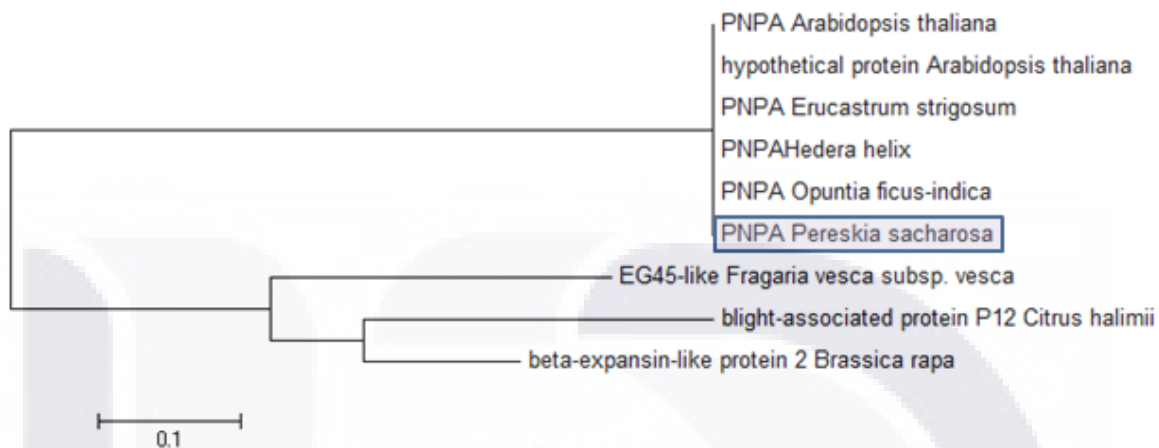 PNPA Arabidopsis thaliana
hypothetical protein Arabidopsis thaliana
PNPA Erucastrum strigosum
PNPAHedera helix
PNPA Opuntia ficus-indica
PNPA Pereskia sacharosa
EG45-like Fragaria vesca subsp. vesca
blight-associated protein P12 Citrus halimii
beta-expansin-like protein 2 Brassica rapa
0.1